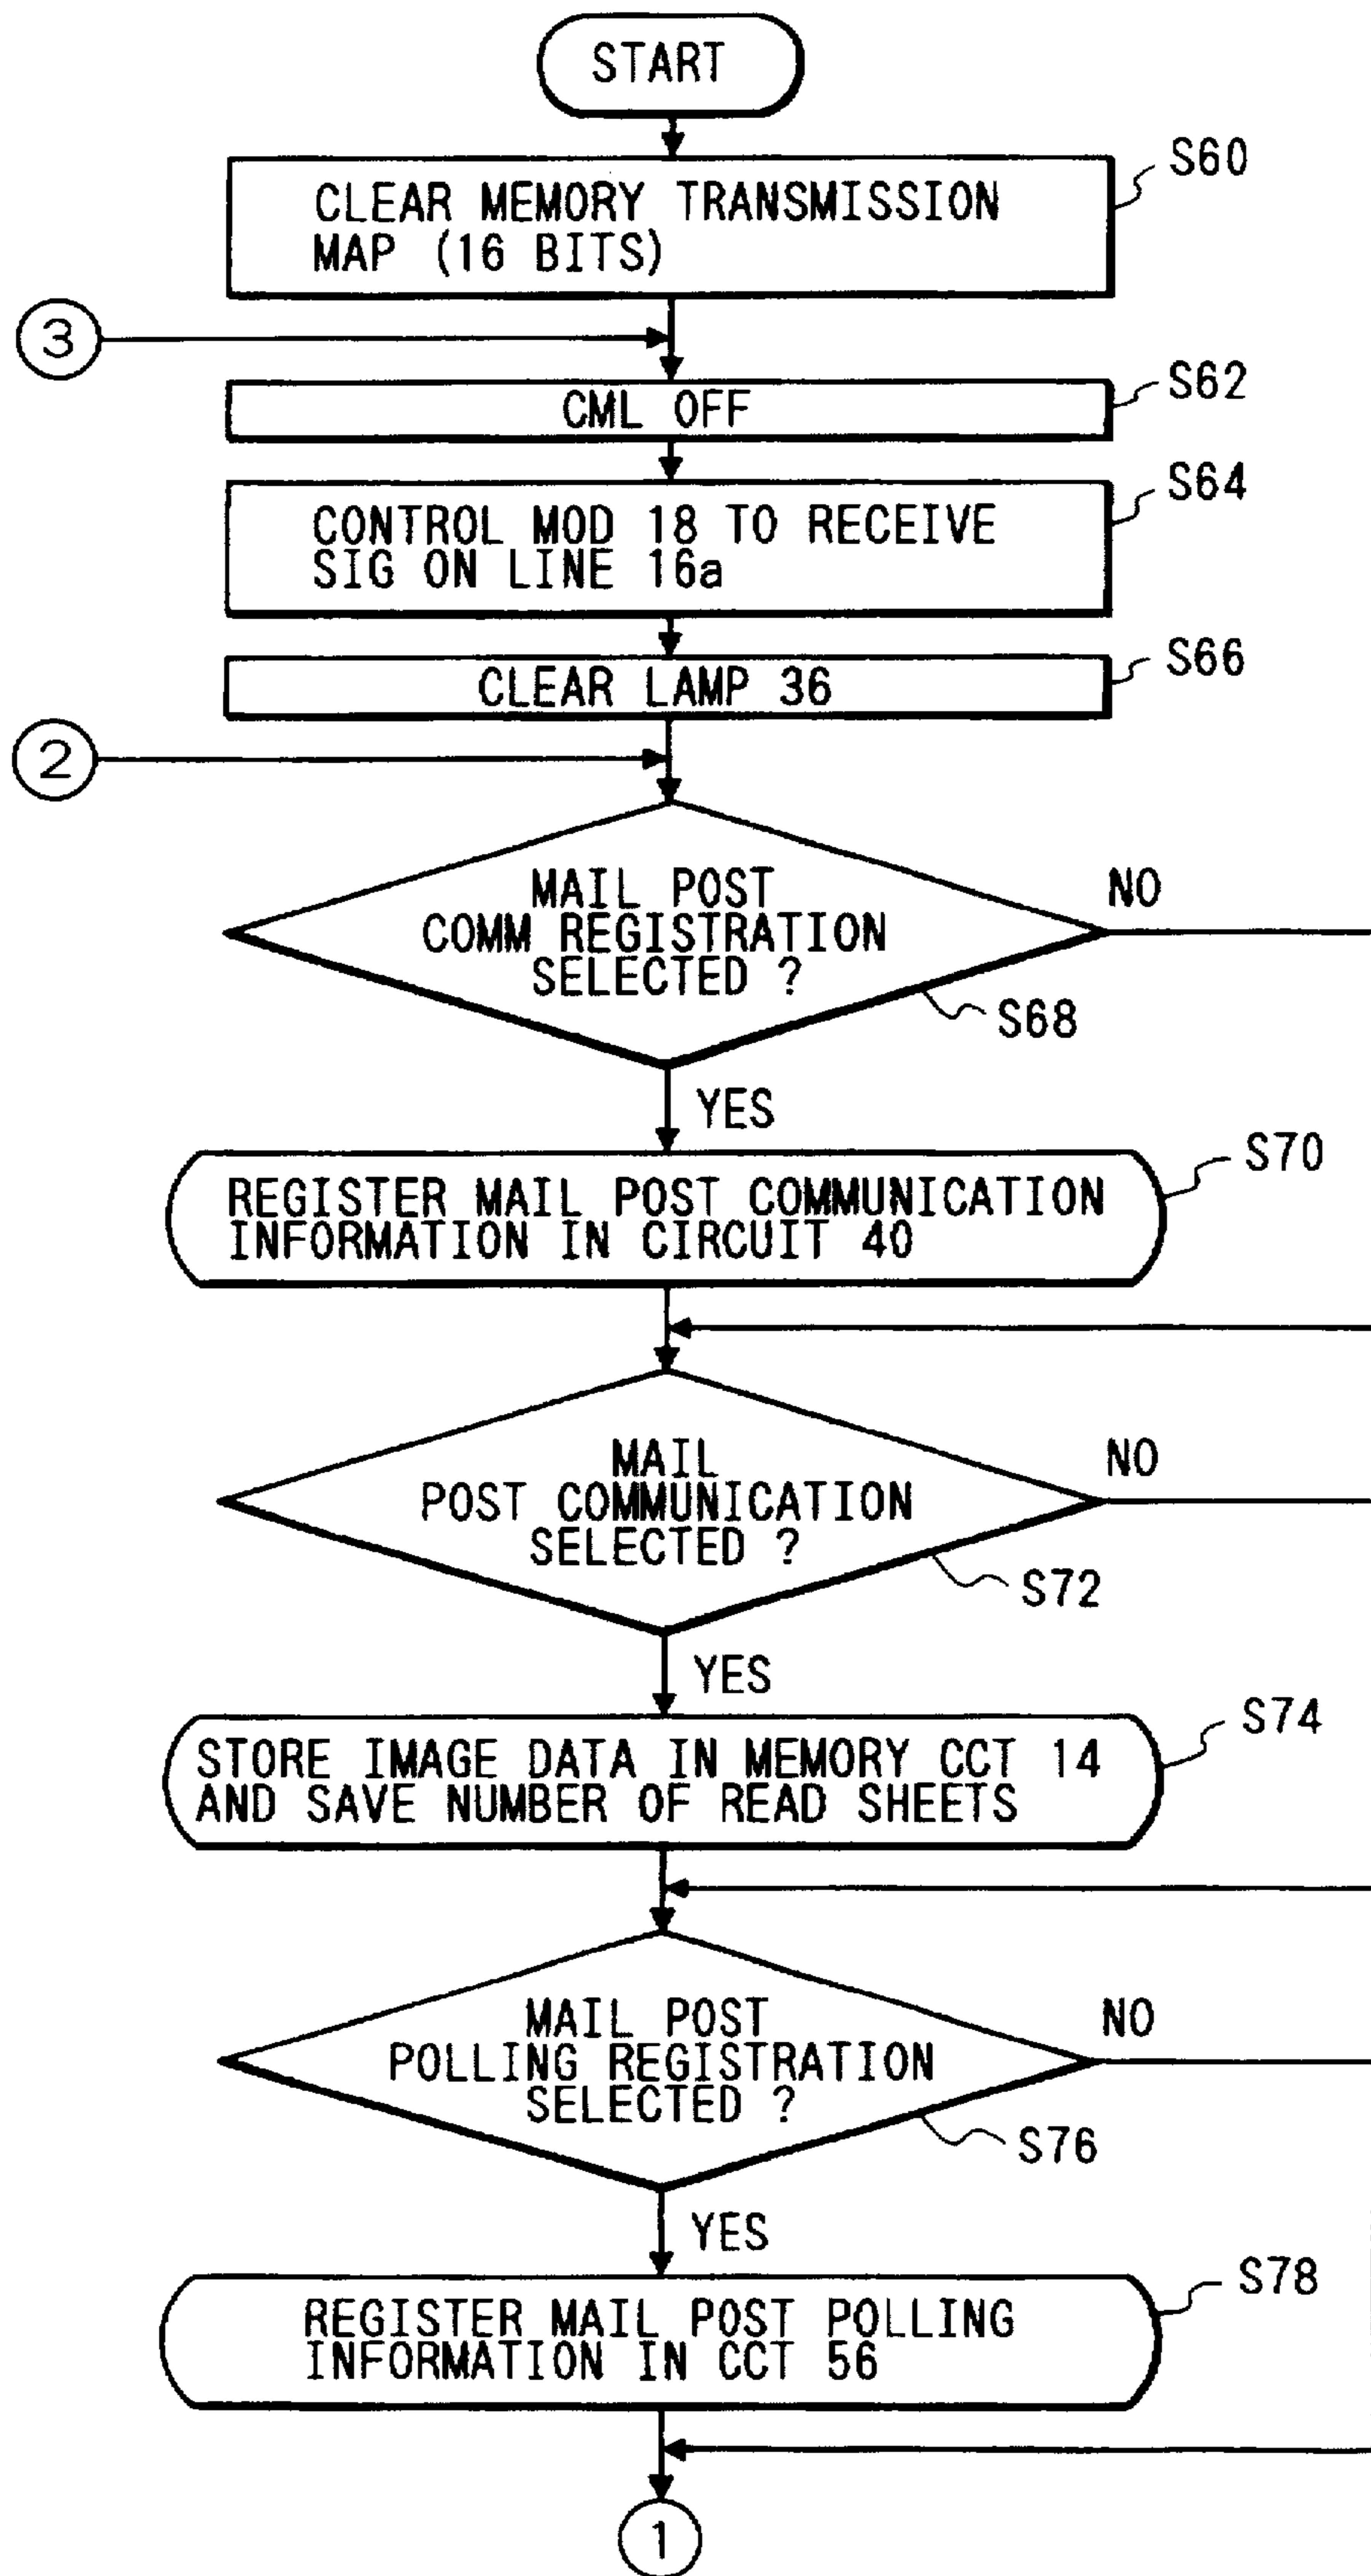 START
S60
CLEAR MEMORY TRANSMISSION
MAP (16 BITS)
3
S62
CML OFF
S64
CONTROL MOD 18 TO RECEIVE
SIG ON LINE 16a
S66
CLEAR LAMP 36
2
MAIL POST
COMM REGISTRATION
SELECTED ?
NO
S68
YES
S70
REGISTER MAIL POST COMMUNICATION
INFORMATION IN CIRCUIT 40
MAIL
POST COMMUNICATION
SELECTED ?
NO
S72
YES
S74
STORE IMAGE DATA IN MEMORY CCT 14
AND SAVE NUMBER OF READ SHEETS
MAIL POST
POLLING REGISTRATION
SELECTED ?
NO
S76
YES
S78
REGISTER MAIL POST POLLING
INFORMATION IN CCT 56
1